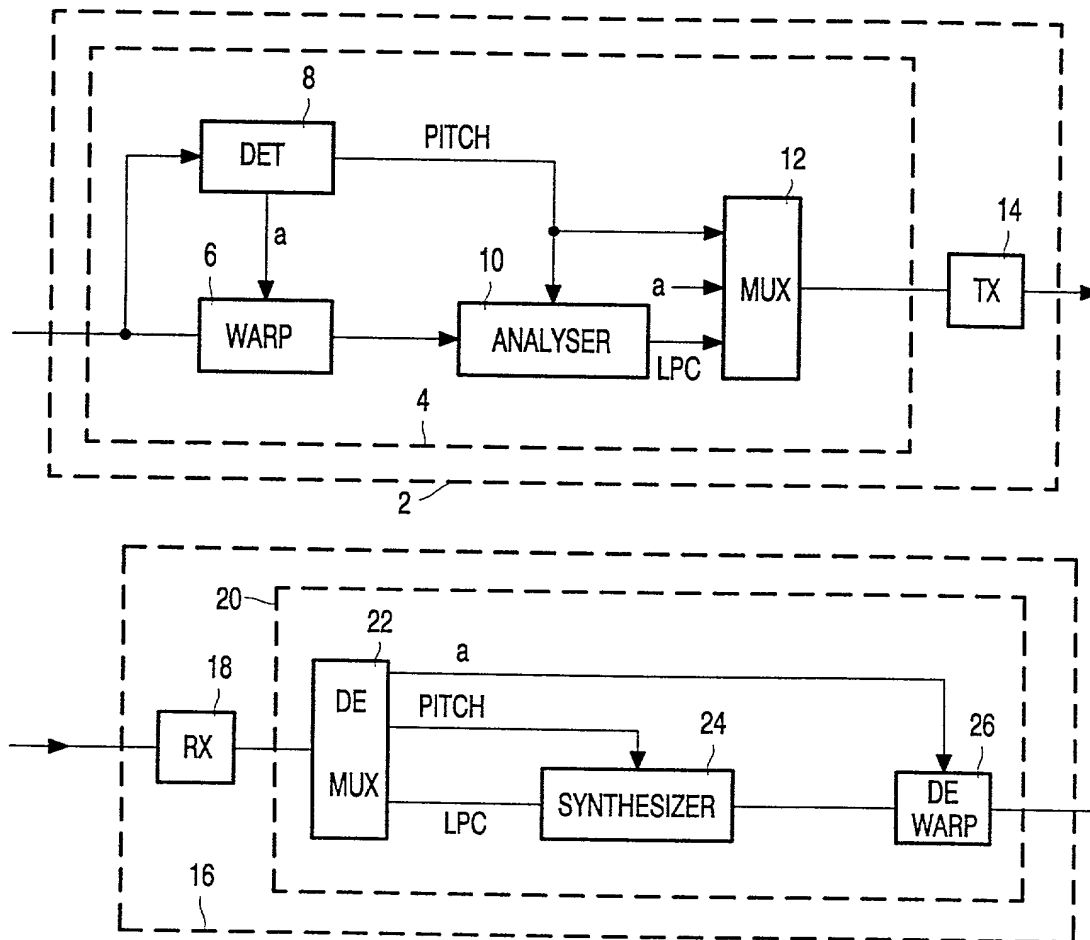 8
DET
PITCH
12
a
6
10
14
a
MUX
TX
WARP
ANALYSER
LPC
4
2
20
22
a
18
DE
PITCH
24
26
RX
MUX
SYNTHESIZER
DE
WARP
LPC
16